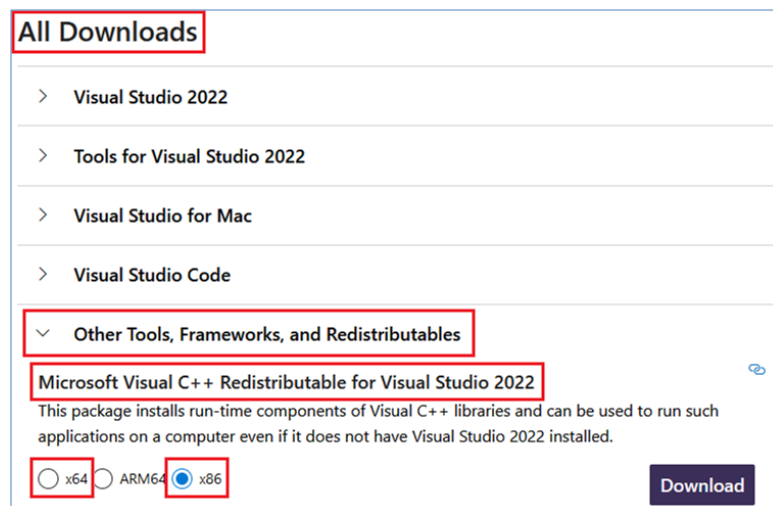 All Downloads
Visual Studio 2022
Tools for Visual Studio 2022
Visual Studio for Mac
Visual Studio Code
Other Tools, Frameworks, and Redistributables
Microsoft Visual C++ Redistributable for Visual Studio 2022
This package installs run-time components of Visual C++ libraries and can be used to run such
applications on a computer even if it does not have Visual Studio 2022 installed.
x64 ARM64 x86 Download